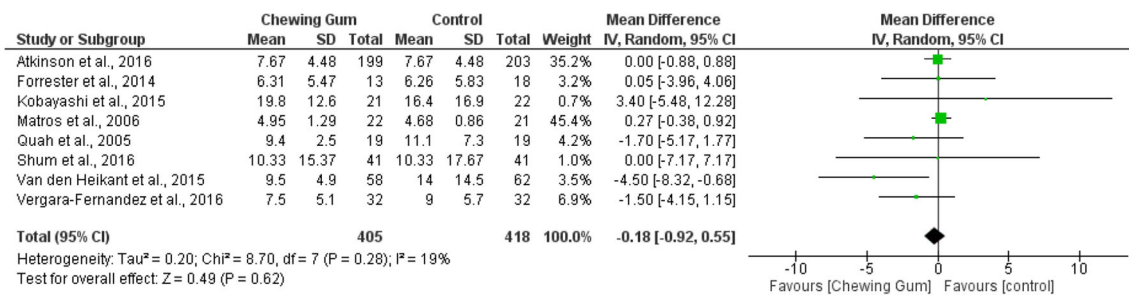 Chewing Gum Control Mean Difference Mean Difference
Study or Subgroup Mean SD Total Mean SD Total Weight IV, Random, 95% CI IV, Random, 95% CI
Atkinson et al., 2016 7.67 4.48 199 7.67 4.48 203 35.2% 0.00 [-0.88, 0.88]
Forrester et al., 2014 6.31 5.47 13 6.26 5.83 18 3.2% 0.05 [-3.96, 4.06]
Kobayashi et al., 2015 19.8 12.6 21 16.4 16.9 22 0.7% 3.40 [-5.48, 12.28]
Matros et al., 2006 4.95 1.29 22 4.68 0.86 21 45.4% 0.27 [-0.38, 0.92]
Quah et al., 2005 9.4 2.5 19 11.1 7.3 19 4.2% -1.70 [-5.17, 1.77]
Shum et al., 2016 10.33 15.37 41 10.33 17.67 41 1.0% 0.00 [-7.17, 7.17]
Van den Heikant et al., 2015 9.5 4.9 58 14 14.5 62 3.5% -4.50 [-8.32, -0.68]
Vergara-Fernandez et al., 2016 7.5 5.1 32 9 5.7 32 6.9% -1.50 [-4.15, 1.15]
Total (95% CI) 405 418 100.0% -0.18 [-0.92, 0.55]
Heterogeneity: Tau² = 0.20; Chi² = 8.70, df = 7 (P = 0.28); I² = 19%
Test for overall effect: Z = 0.49 (P = 0.62)
-10 -5 0 5 10
Favours [Chewing Gum] Favours [control]